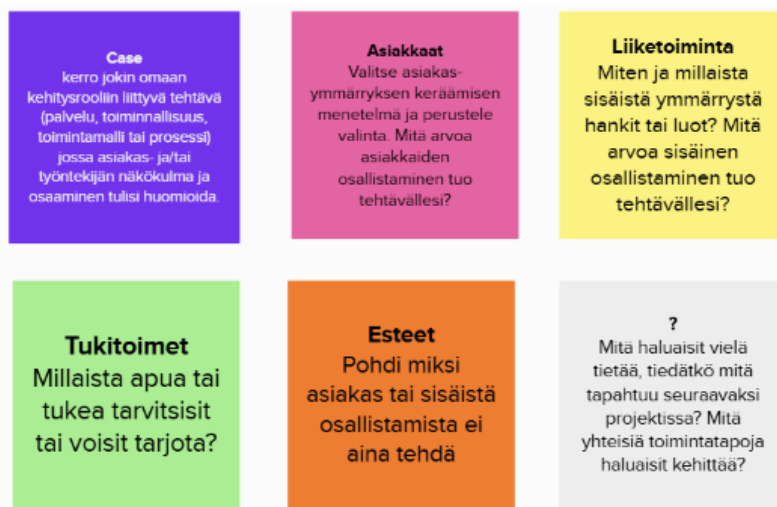 Case
kerro jokin omaan
kehitysrooliin liittyvä tehtävä
(palvelu, toiminnallisuus,
toimintamalli tai prosessi)
jossa asiakas- ja/tai
työntekijän näkökulma ja
osaaminen tulisi huomioida.
Asiakkaat
Valitse asiakas-
ymmärryksen keräämisen
menetelmä ja perustele
valinta. Mitä arvoa
asiakkaiden
osallistaminen tuo
tehtävällesi?
Liiketoiminta
Miten ja millaista
sisäistä ymmärrystä
hankit tai luot? Mitä
arvoa sisäinen
osallistaminen tuo
tehtävällesi?
Tukitoimet
Millaista apua tai
tukea tarvitsisit
tai voisit tarjota?
Esteet
Pohdi miksi
asiakas tai sisäistä
osallistamista ei
aina tehdä
?
Mitä haluaisit vielä
tietää, tiedätkö mitä
tapahtuu seuraavaksi
projektissa? Mitä
yhteisiä toimintatapoja
haluaisit kehittää?